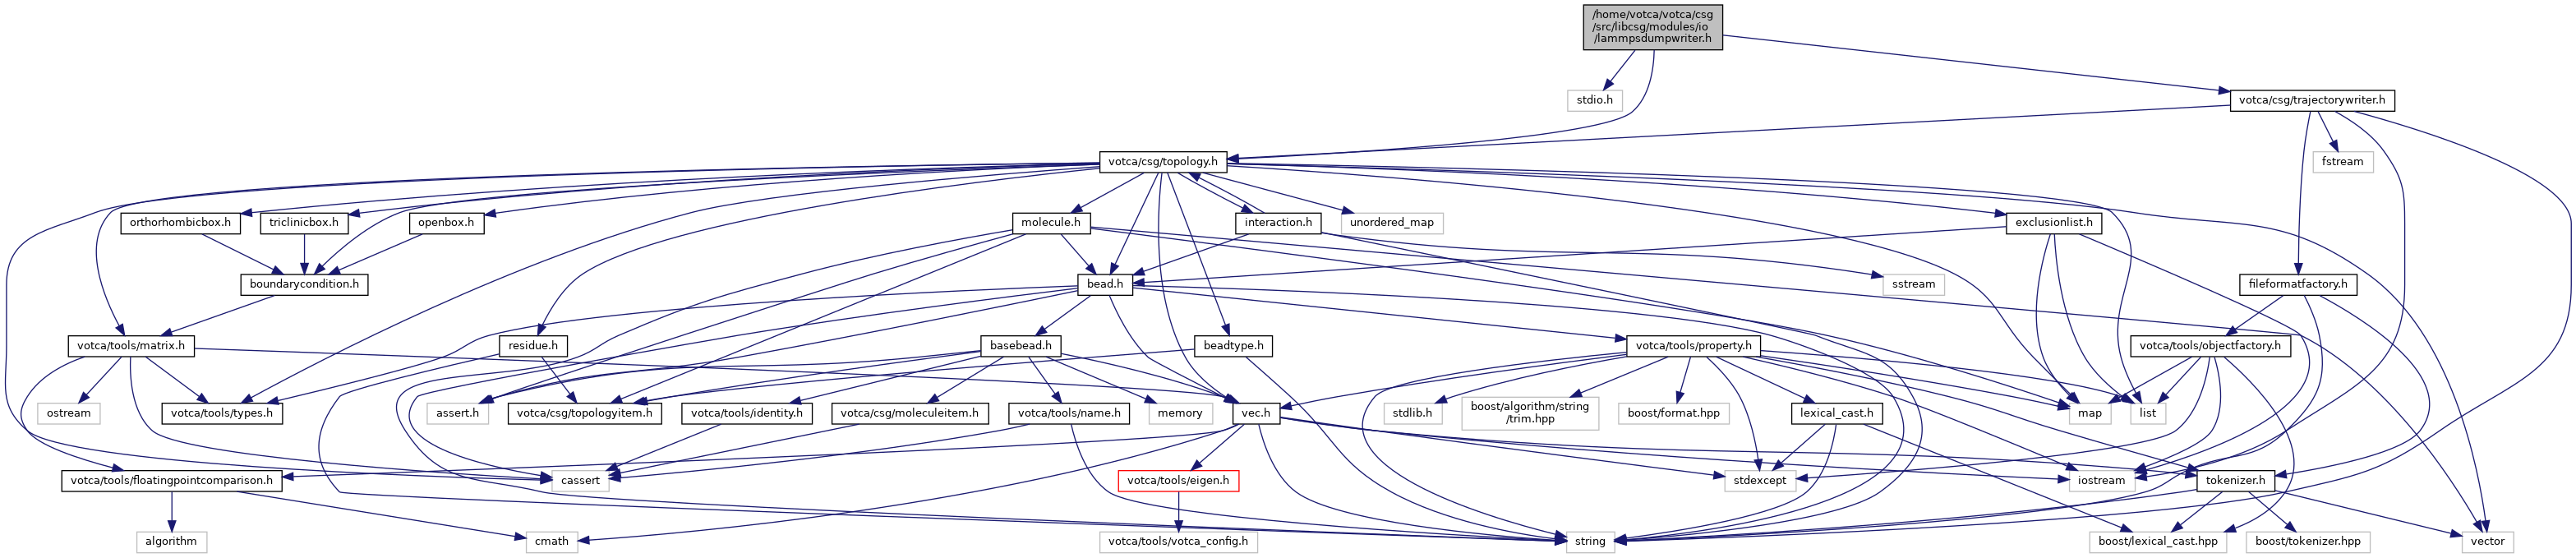 /home/votca/votca/csg
/src/libcsg/modules/io
/lammpsdumpwriter.h
stdio.h
votca/csg/trajectorywriter.h
votca/csg/topology.h
fstream
orthorhombicbox.h
triclinicbox.h
openbox.h
molecule.h
interaction.h
unordered_map
exclusionlist.h
boundarycondition.h
bead.h
sstream
fileformatfactory.h
votca/tools/matrix.h
residue.h
basebead.h
beadtype.h
votca/tools/property.h
votca/tools/objectfactory.h
ostream
votca/tools/types.h
assert.h
votca/csg/topologyitem.h
votca/tools/identity.h
votca/csg/moleculeitem.h
votca/tools/name.h
memory
vec.h
stdlib.h
boost/algorithm/string
/trim.hpp
boost/format.hpp
lexical_cast.h
map
list
votca/tools/floatingpointcomparison.h
cassert
votca/tools/eigen.h
stdexcept
iostream
tokenizer.h
algorithm
cmath
votca/tools/votca_config.h
string
boost/lexical_cast.hpp
boost/tokenizer.hpp
vector